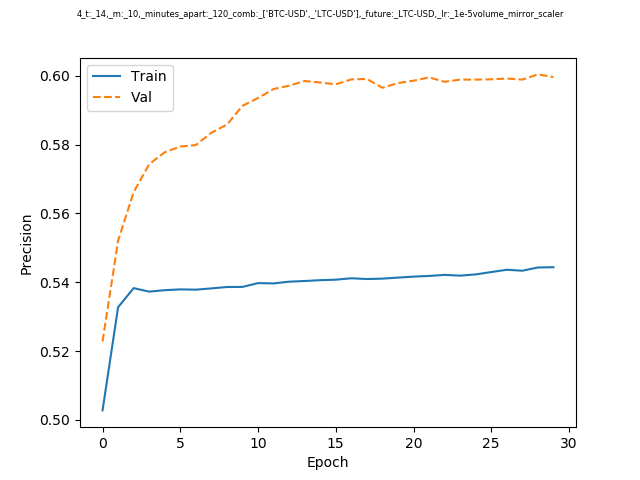 4_t:_14,_m:_10,_minutes_apart:_120_comb:_['BTC-USD',_'LTC-USD'],_future:_LTC-USD,_lr:_1e-5volume_mirror_scaler
Train
Val
0.60
0.58
0.56
0.54
0.52
0.50
Precision
0 5 10 15 20 25 30
Epoch